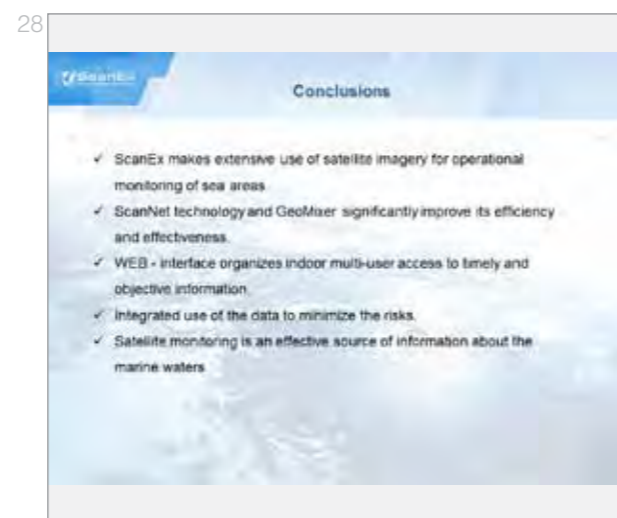 28
ScanEx
Conclusions
✓ ScanEx makes extensive use of satellite imagery for operational
monitoring of sea areas
✓ ScanNet technology and GeoMixer significantly improve its efficiency
and effectiveness.
✓ WEB - interface organizes indoor multi-user access to timely and
objective information.
✓ Integrated use of the data to minimize the risks.
✓ Satellite monitoring is an effective source of information about the
marine waters